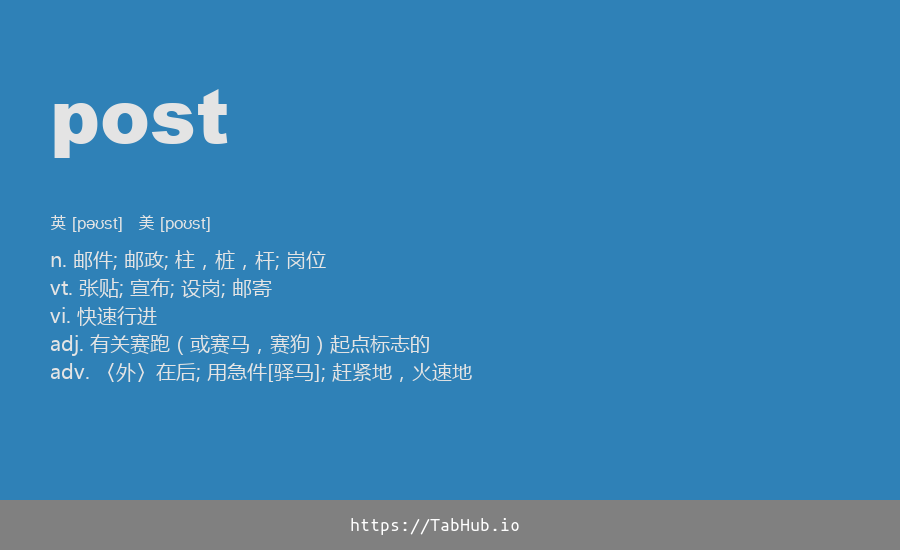 post
英 [pəʊst] 美 [poʊst]
n. 邮件; 邮政; 柱，桩，杆; 岗位
vt. 张贴; 宣布; 设岗; 邮寄
vi. 快速行进
adj. 有关赛跑（或赛马，赛狗）起点标志的
adv. 〈外〉在后; 用急件[驿马]; 赶紧地，火速地
https://TabHub.io